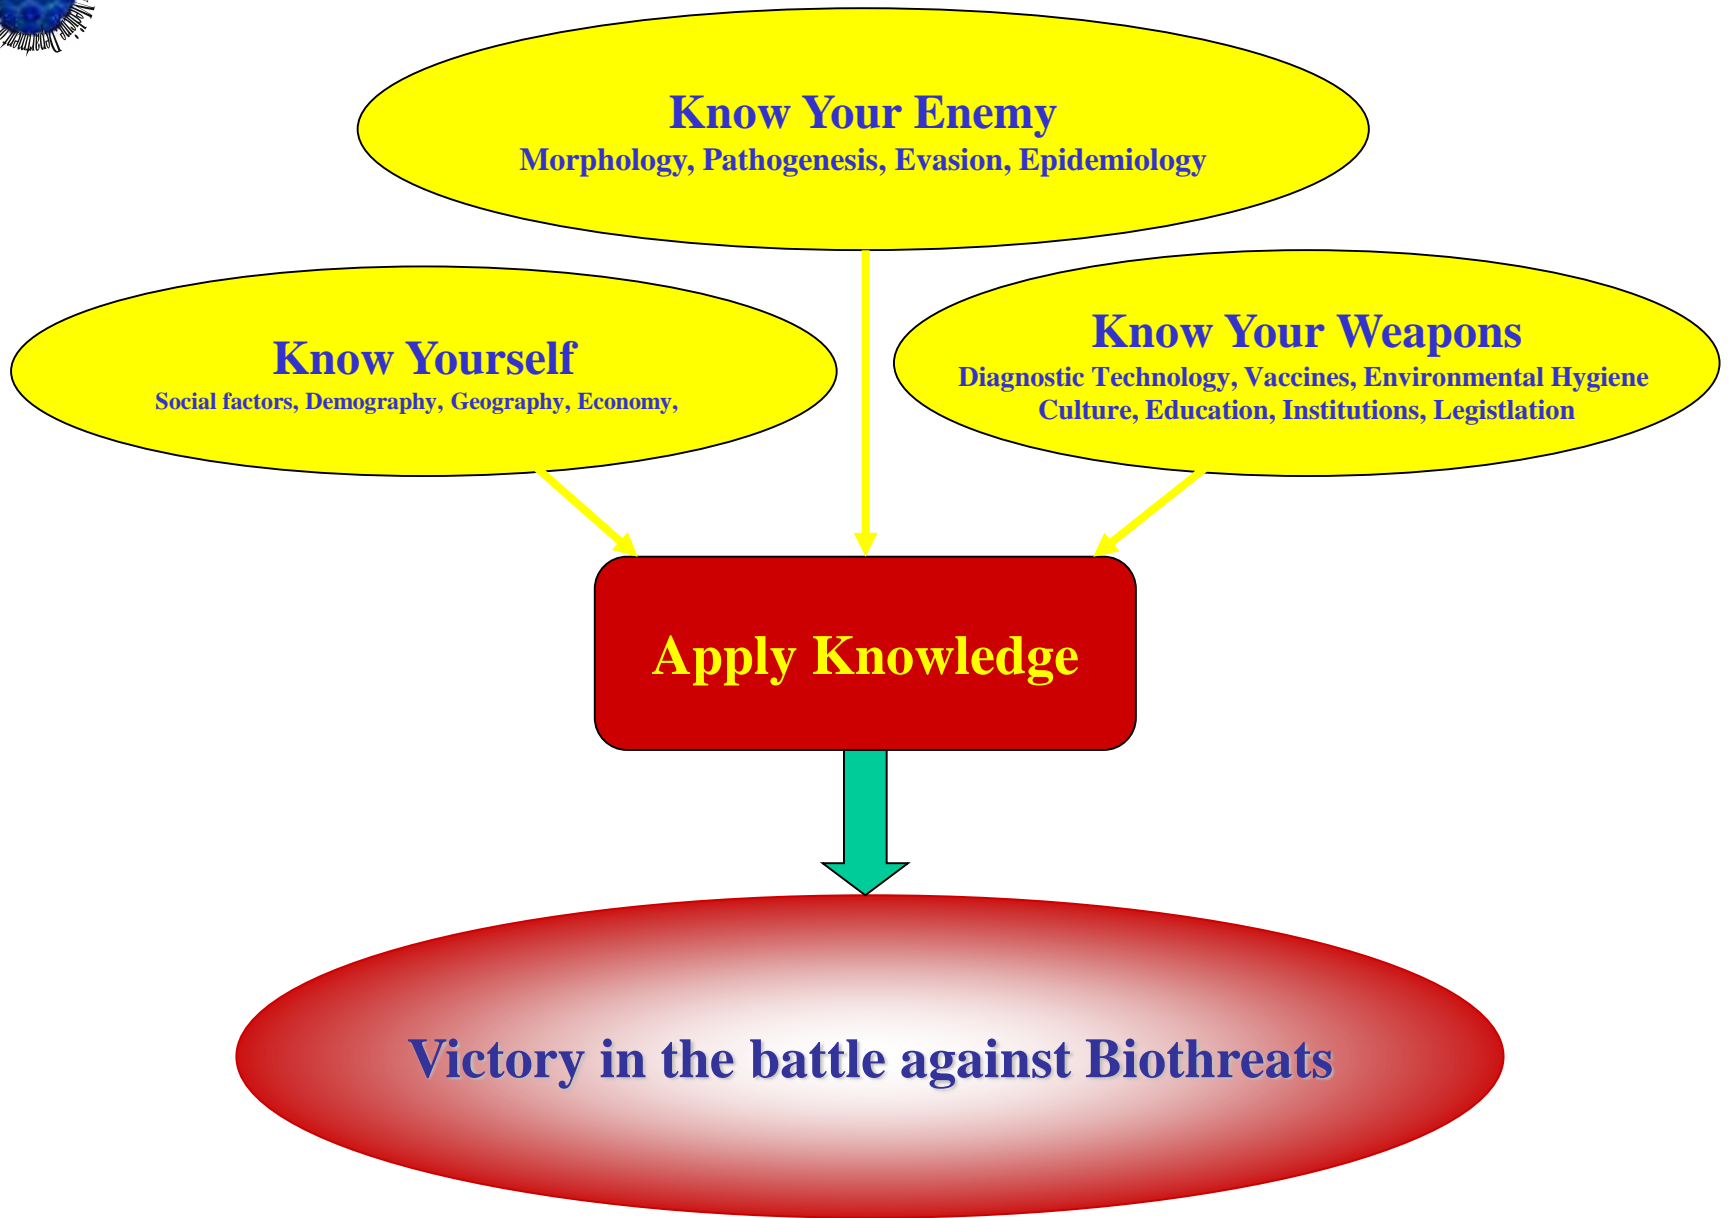 Know Your Enemy
Morphology, Pathogenesis, Evasion, Epidemiology
Know Yourself
Social factors, Demography, Geography, Economy,
Know Your Weapons
Diagnostic Technology, Vaccines, Environmental Hygiene
Culture, Education, Institutions, Legistlation
Apply Knowledge
Victory in the battle against Biothreats